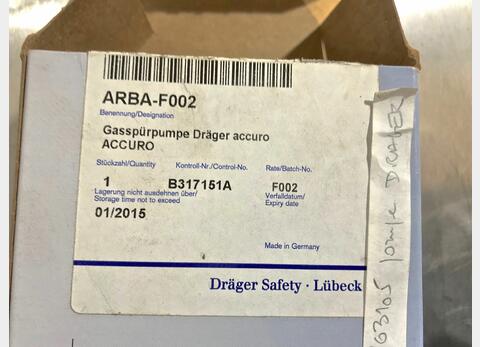 ARBA-F002
Benennung/Designation
Gasspürpumpe Dräger accuro
ACCURO
Stückzahl/Quantity Kontroll-Nr./Control-No. Rate/Batch-No.
1 B317151A F002
Lagerung nicht ausdehnen über/ Verfalldatum/
Storage time not to exceed Expiry date
01/2015
Made in Germany
Dräger Safety · Lübeck
63105 pompe DRAGER